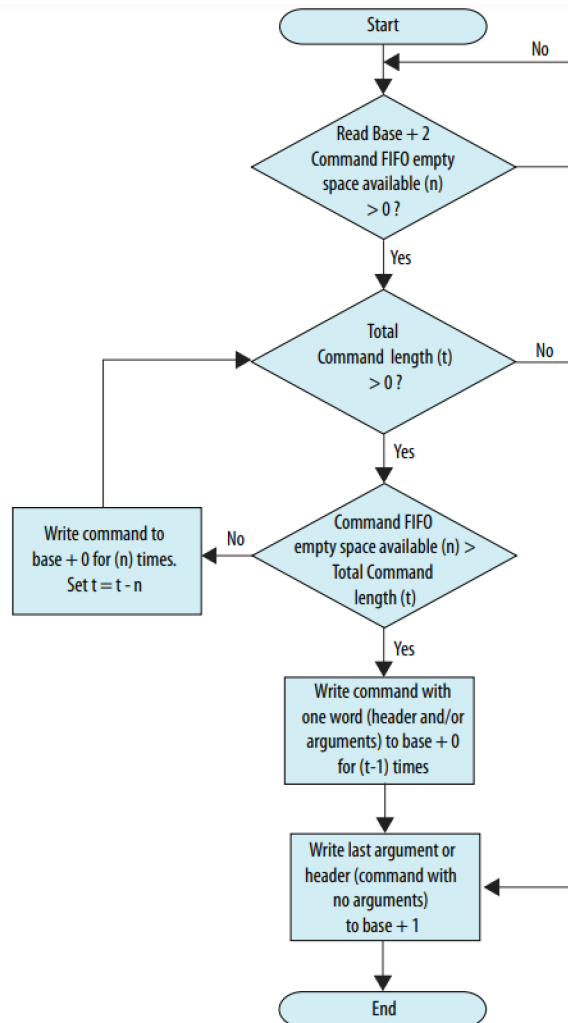 Start
No
Read Base + 2
Command FIFO empty
space available (n)
> 0 ?
Yes
Total
Command length (t)
> 0 ?
No
Yes
Command FIFO
empty space available (n) >
Total Command
length (t)
No
Write command to
base + 0 for (n) times.
Set t = t - n
Yes
Write command with
one word (header and/or
arguments) to base + 0
for (t-1) times
Write last argument or
header (command with
no arguments)
to base + 1
End